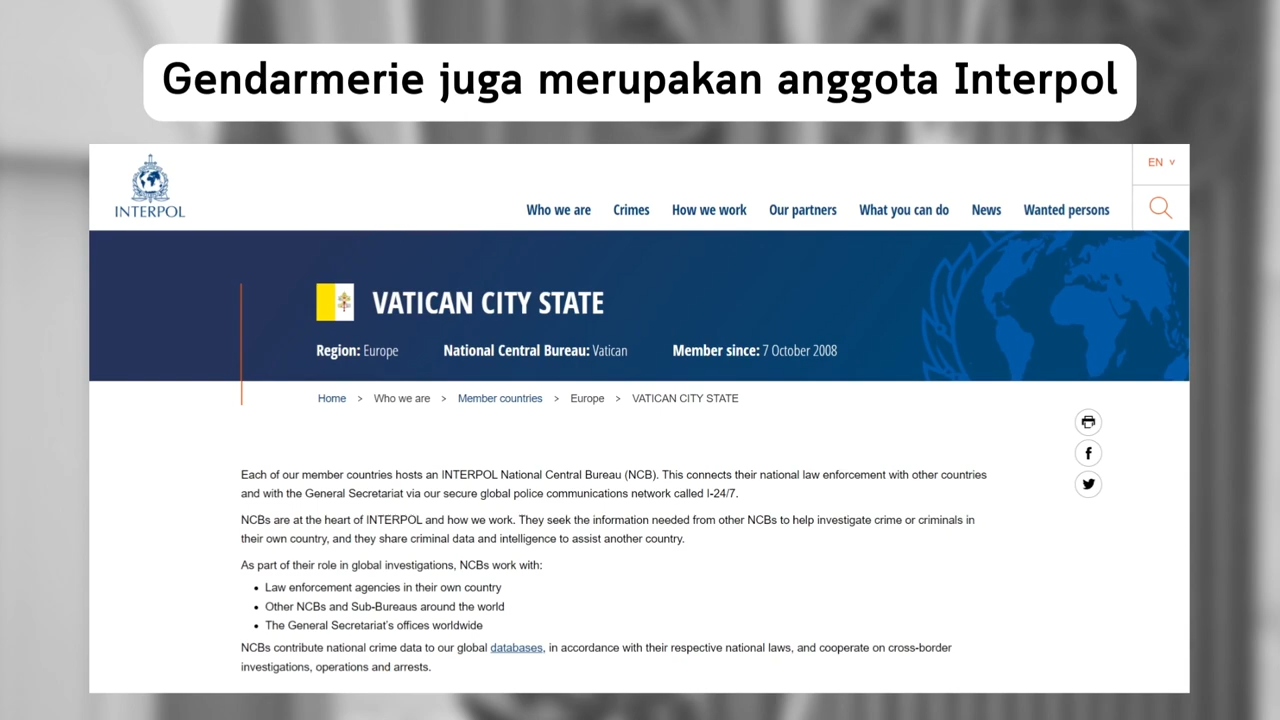 Gendarmerie juga merupakan anggota Interpol
INTERPOL
EN
Who we are Crimes How we work Our partners What you can do News Wanted persons
VATICAN CITY STATE
Region: Europe National Central Bureau: Vatican Member since: 7 October 2008
Home > Who we are > Member countries > Europe > VATICAN CITY STATE
Each of our member countries hosts an INTERPOL National Central Bureau (NCB). This connects their national law enforcement with other countries
and with the General Secretariat via our secure global police communications network called I-24/7.
NCBs are at the heart of INTERPOL and how we work. They seek the information needed from other NCBs to help investigate crime or criminals in
their own country, and they share criminal data and intelligence to assist another country.
As part of their role in global investigations, NCBs work with:
• Law enforcement agencies in their own country
• Other NCBs and Sub-Bureaus around the world
• The General Secretariat's offices worldwide
NCBs contribute national crime data to our global databases, in accordance with their respective national laws, and cooperate on cross-border
investigations, operations and arrests.